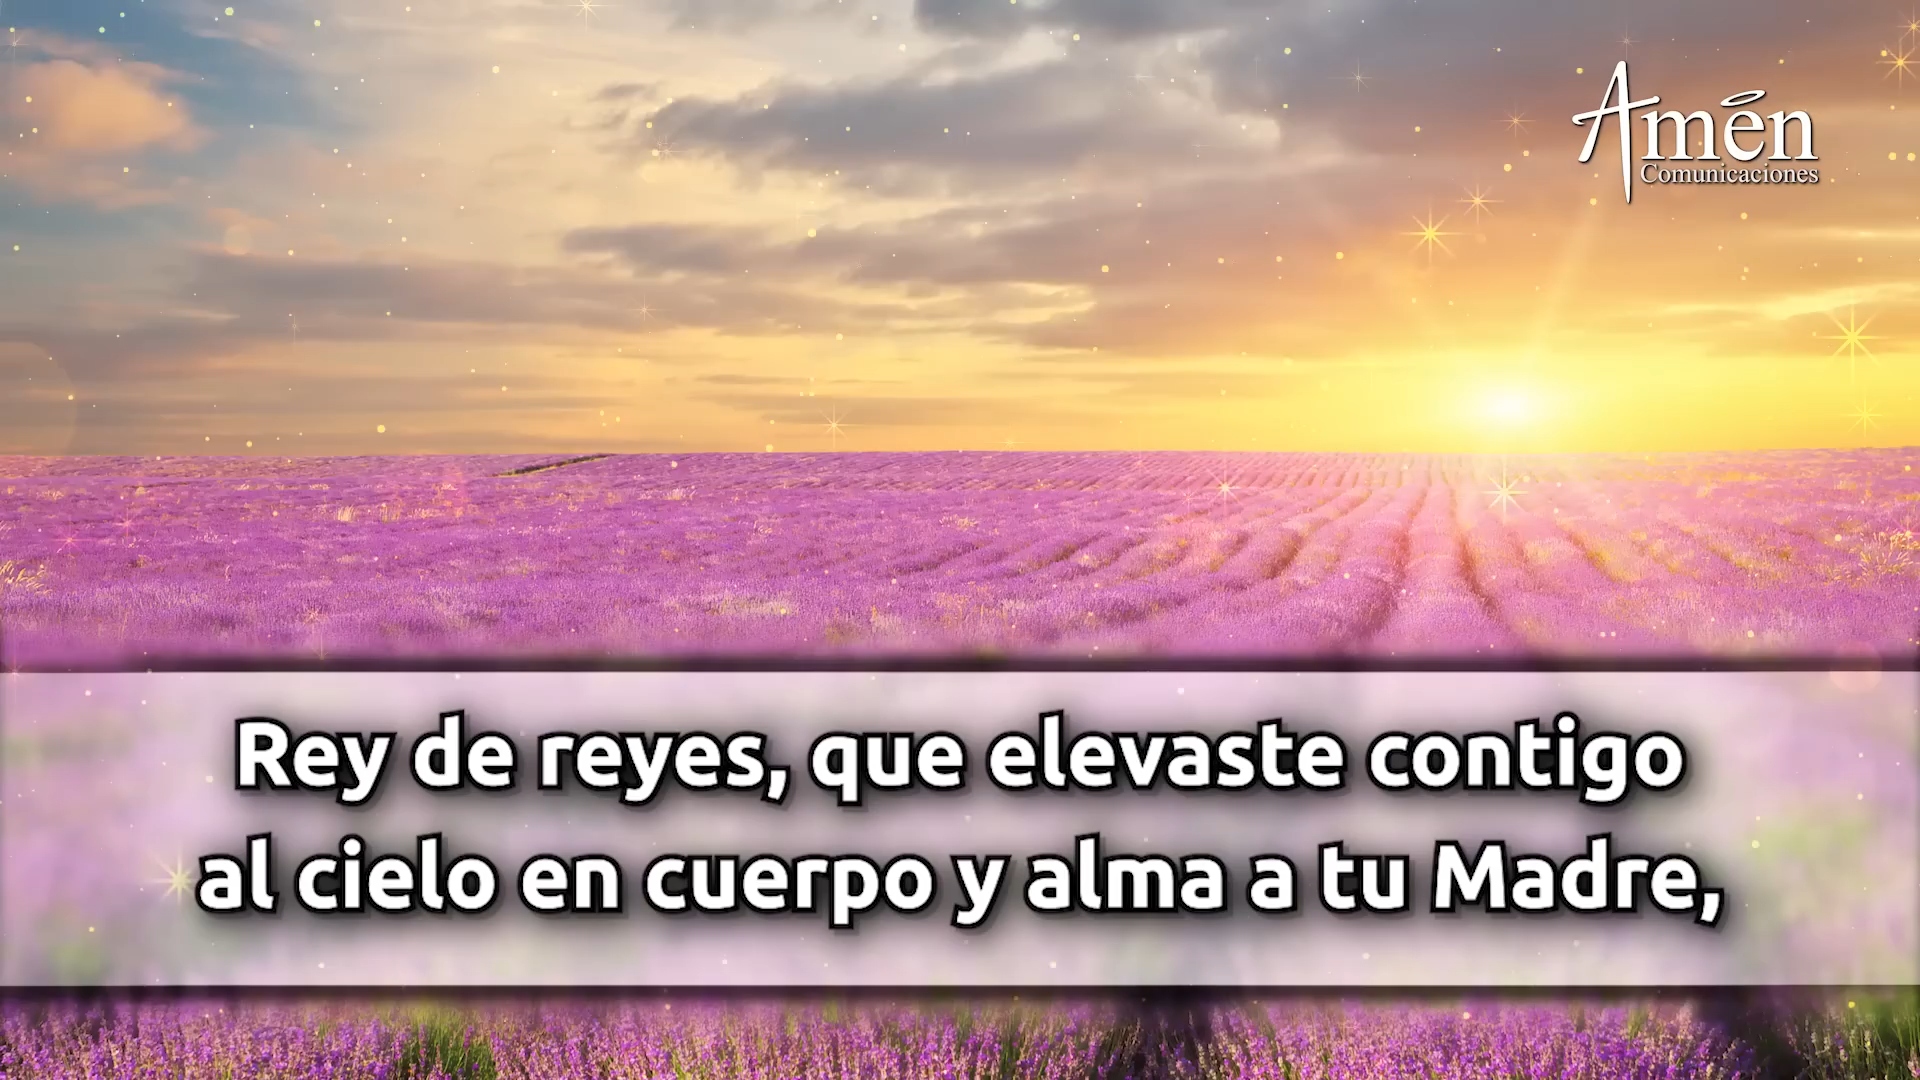 Amén
Comunicaciones
Rey de reyes, que elevaste contigo
al cielo en cuerpo y alma a tu Madre,